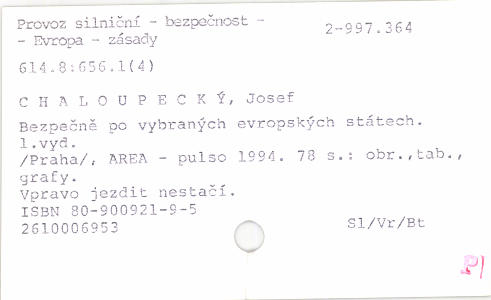 Provoz silniční - bezpečnost -
- Evropa - zásady
2-997.364
614.8:656.1(4)
C H A L O U P E C K Ý, Josef
Bezpečně po vybraných evropských státech.
1.vyd.
/Praha/, AREA - pulso 1994. 78 s.: obr.,tab.,
grafy.
Vpravo jezdit nestačí.
ISBN 80-900921-9-5
2610006953
Sl/Vr/Bt